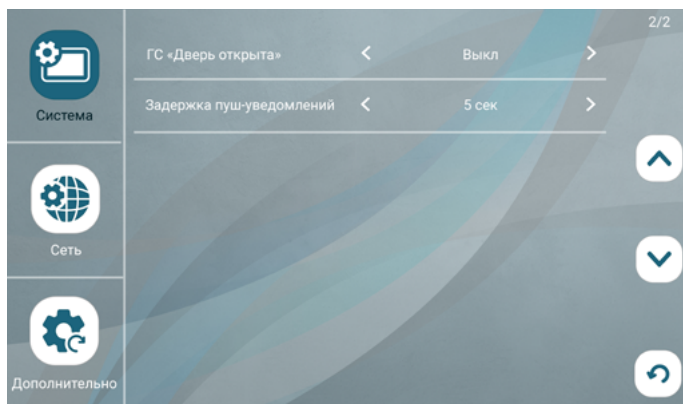 2/2
ГС «Дверь открыта» < Выкл >
Задержка пуш-уведомлений < 5 сек >
Система
Сеть
Дополнительно